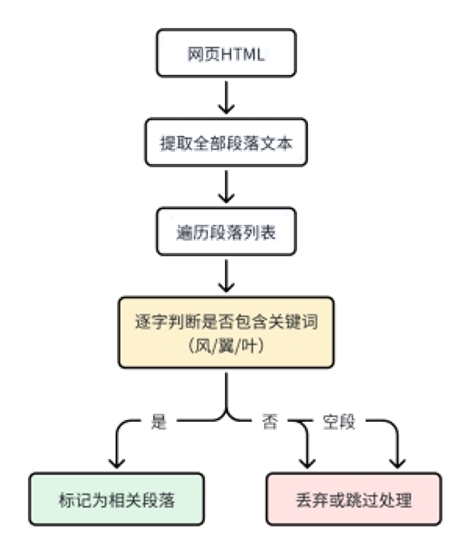 网页HTML
提取全部段落文本
遍历段落列表
逐字判断是否包含关键词
（风/翼/叶）
是
否
空段
标记为相关段落
丢弃或跳过处理